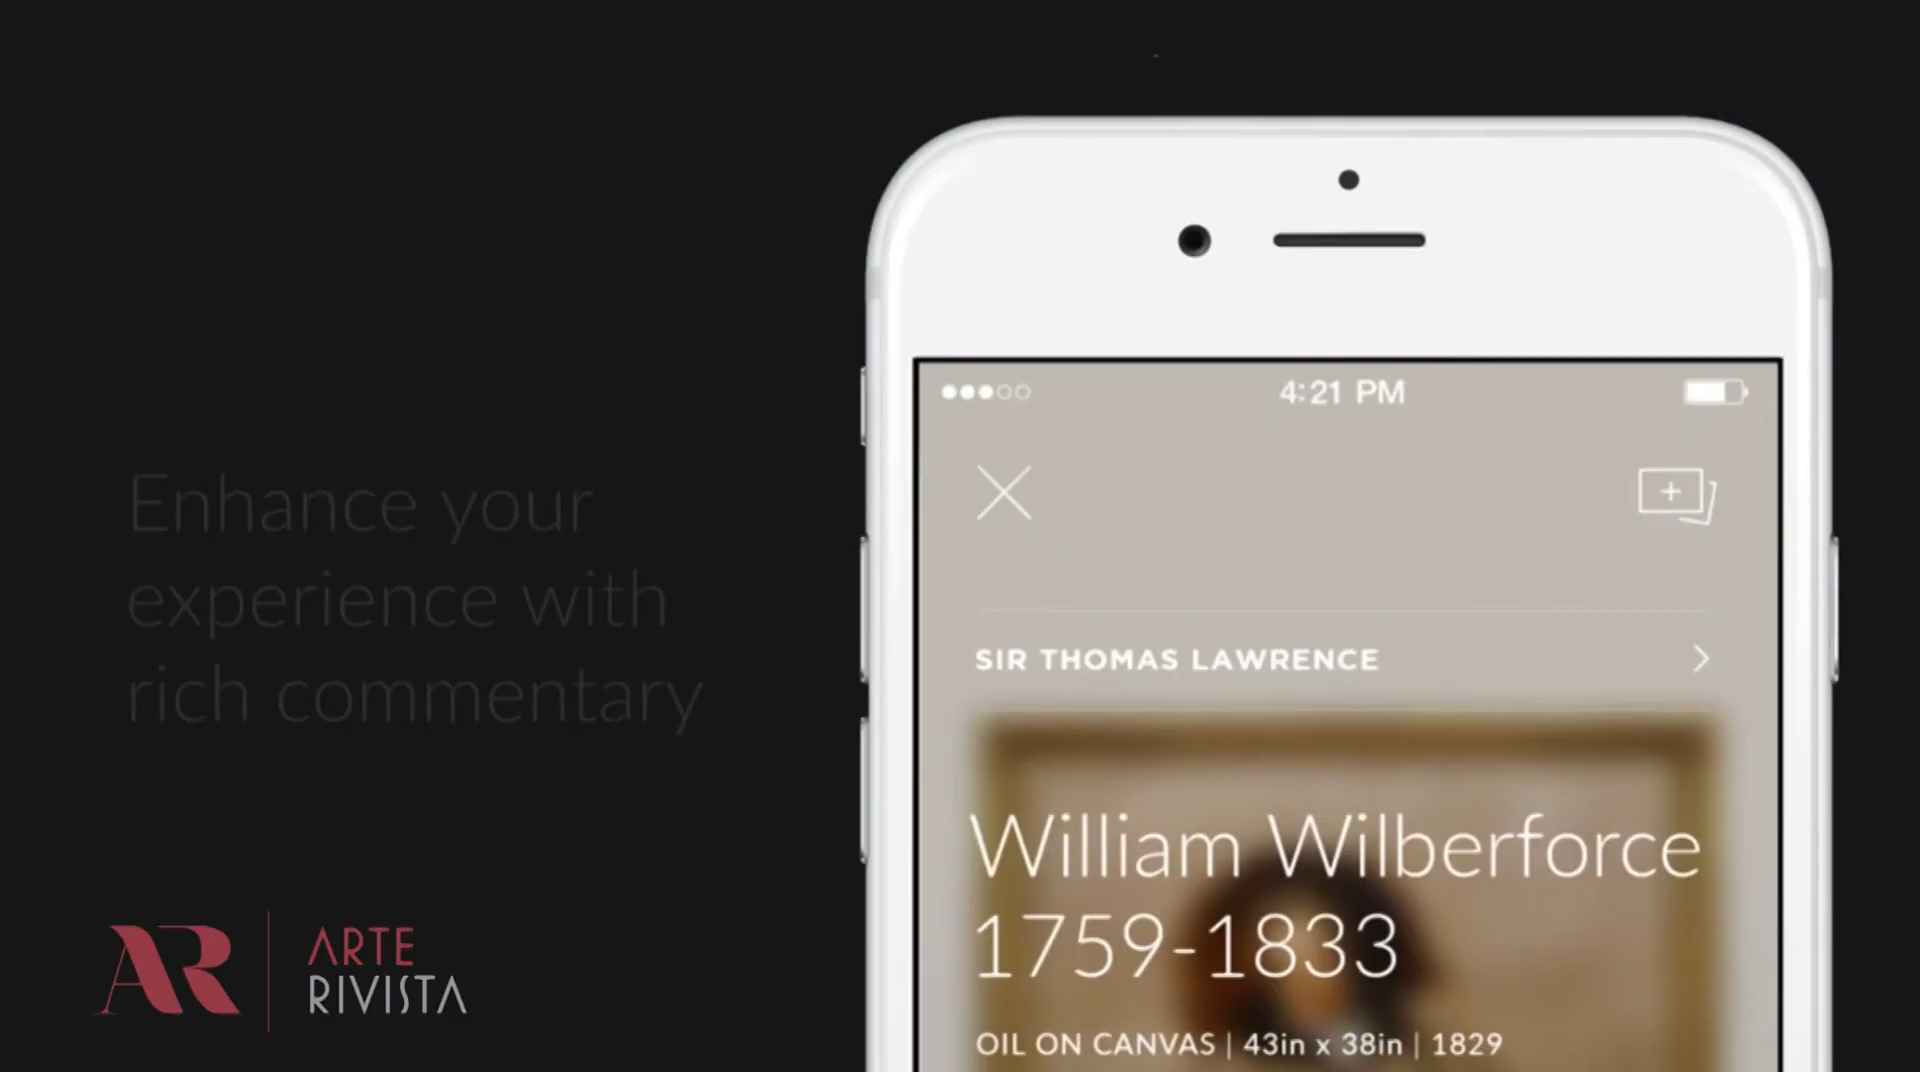 Enhance your
experience with
rich commentary
AR
ARTE
RIVISTA
4:21 PM
SIR THOMAS LAWRENCE
William Wilberforce
1759-1833
OIL ON CANVAS | 43in x 38in | 1829